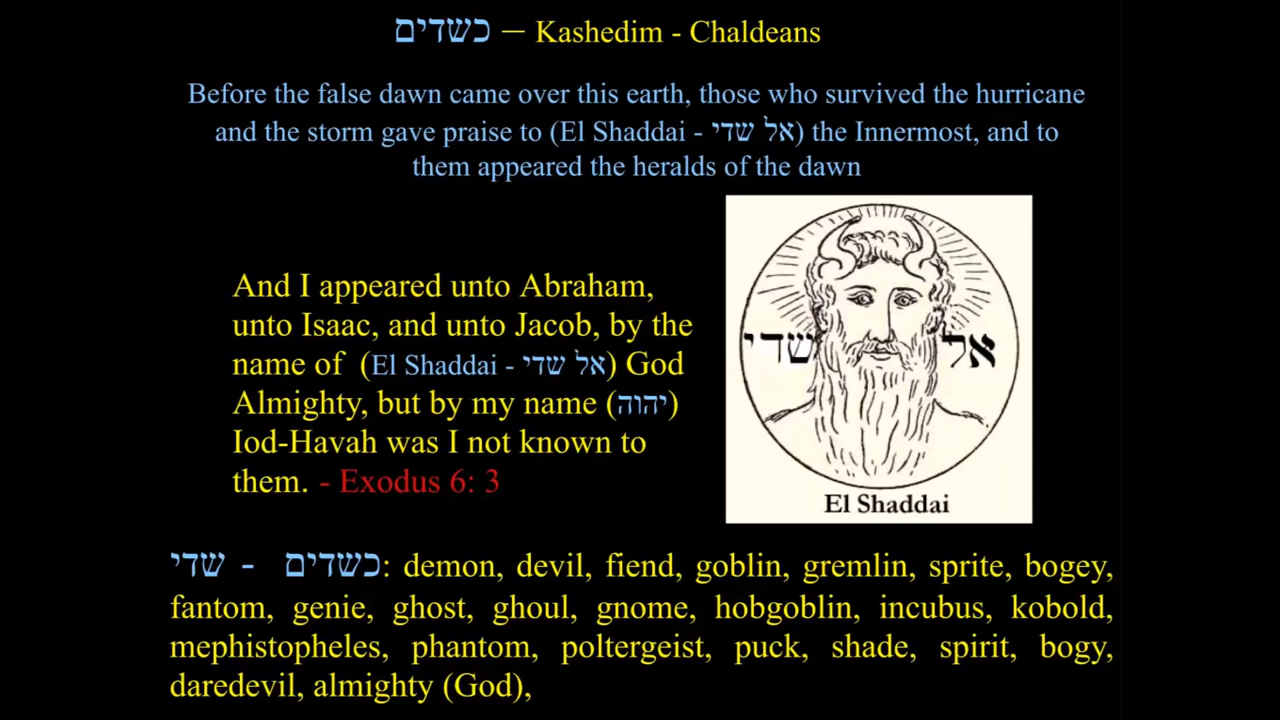 כשדים – Kashedim - Chaldeans
Before the false dawn came over this earth, those who survived the hurricane
and the storm gave praise to (El Shaddai - אל שדי) the Innermost, and to
them appeared the heralds of the dawn
And I appeared unto Abraham,
unto Isaac, and unto Jacob, by the
name of (El Shaddai - אל שדי) God
Almighty, but by my name (יהוה)
Iod-Havah was I not known to
them. - Exodus 6: 3
אל שדי
El Shaddai
שדי - כשדים: demon, devil, fiend, goblin, gremlin, sprite, bogey,
fantom, genie, ghost, ghoul, gnome, hobgoblin, incubus, kobold,
mephistopheles, phantom, poltergeist, puck, shade, spirit, bogy,
daredevil, almighty (God),